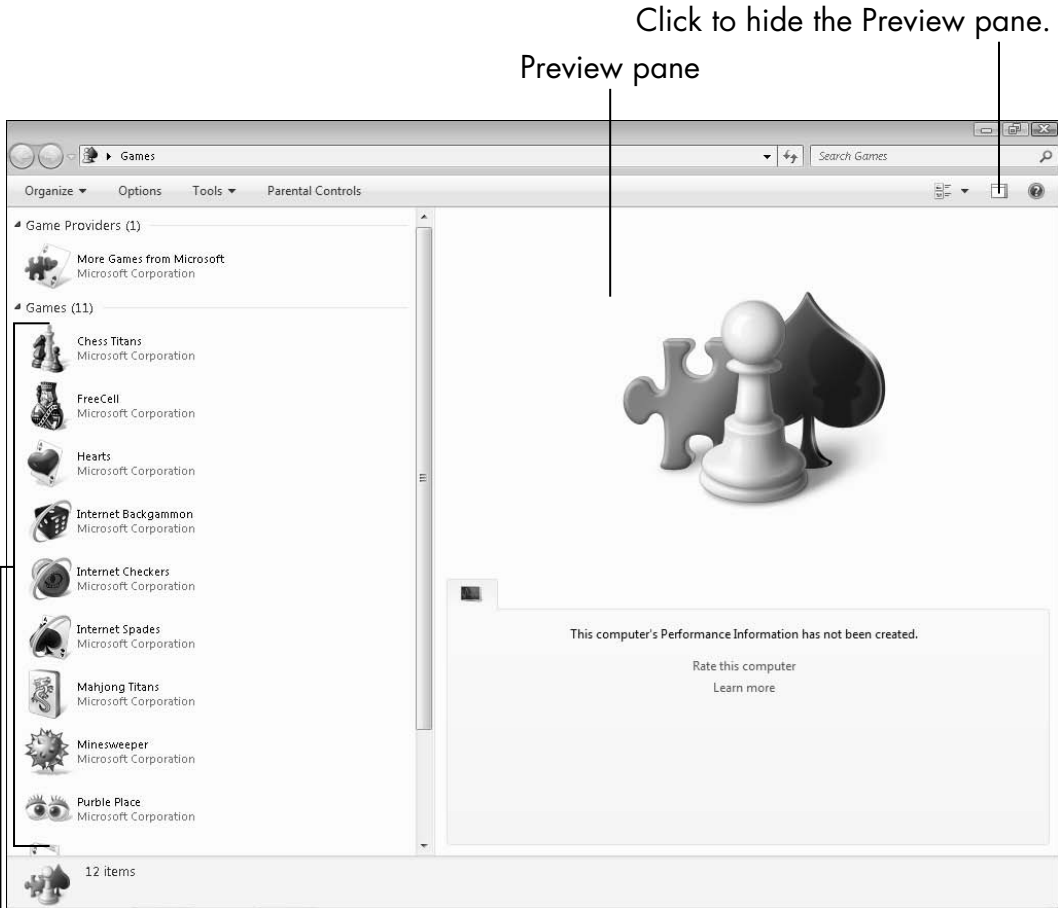 Click to hide the Preview pane.
Preview pane
Games
Search Games
Organize Options Tools Parental Controls
Game Providers (1)
More Games from Microsoft
Microsoft Corporation
Games (11)
Chess Titans
Microsoft Corporation
FreeCell
Microsoft Corporation
Hearts
Microsoft Corporation
Internet Backgammon
Microsoft Corporation
Internet Checkers
Microsoft Corporation
Internet Spades
Microsoft Corporation
Mahjong Titans
Microsoft Corporation
Minesweeper
Microsoft Corporation
Purble Place
Microsoft Corporation
This computer's Performance Information has not been created.
Rate this computer
Learn more
12 items